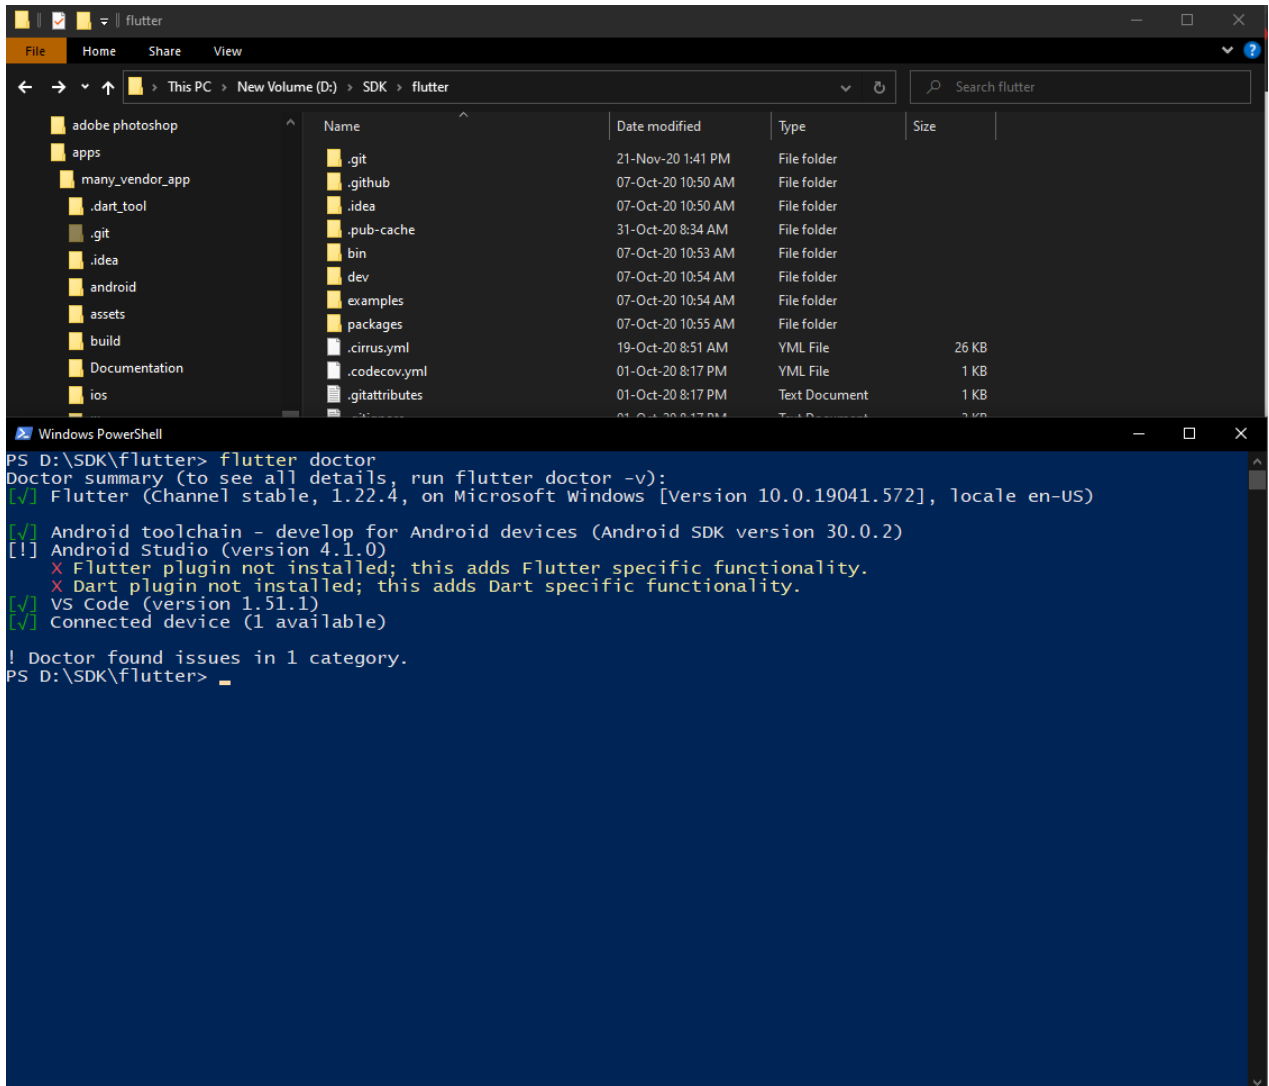 flutter
File Home Share View
This PC > New Volume (D:) > SDK > flutter
Search flutter
adobe photoshop
apps
many_vendor_app
.dart_tool
.git
.idea
android
assets
build
Documentation
ios
Name Date modified Type Size
.git 21-Nov-20 1:41 PM File folder
.github 07-Oct-20 10:50 AM File folder
.idea 07-Oct-20 10:50 AM File folder
.pub-cache 31-Oct-20 8:34 AM File folder
bin 07-Oct-20 10:53 AM File folder
dev 07-Oct-20 10:54 AM File folder
examples 07-Oct-20 10:54 AM File folder
packages 07-Oct-20 10:55 AM File folder
.cirrus.yml 19-Oct-20 8:51 AM YML File 26 KB
.codecov.yml 01-Oct-20 8:17 PM YML File 1 KB
.gitattributes 01-Oct-20 8:17 PM Text Document 1 KB
Windows PowerShell
PS D:\SDK\flutter> flutter doctor
Doctor summary (to see all details, run flutter doctor -v):
[√] Flutter (Channel stable, 1.22.4, on Microsoft Windows [Version 10.0.19041.572], locale en-US)
[√] Android toolchain - develop for Android devices (Android SDK version 30.0.2)
[!] Android Studio (version 4.1.0)
X Flutter plugin not installed; this adds Flutter specific functionality.
X Dart plugin not installed; this adds Dart specific functionality.
[√] VS Code (version 1.51.1)
[√] Connected device (1 available)
! Doctor found issues in 1 category.
PS D:\SDK\flutter>